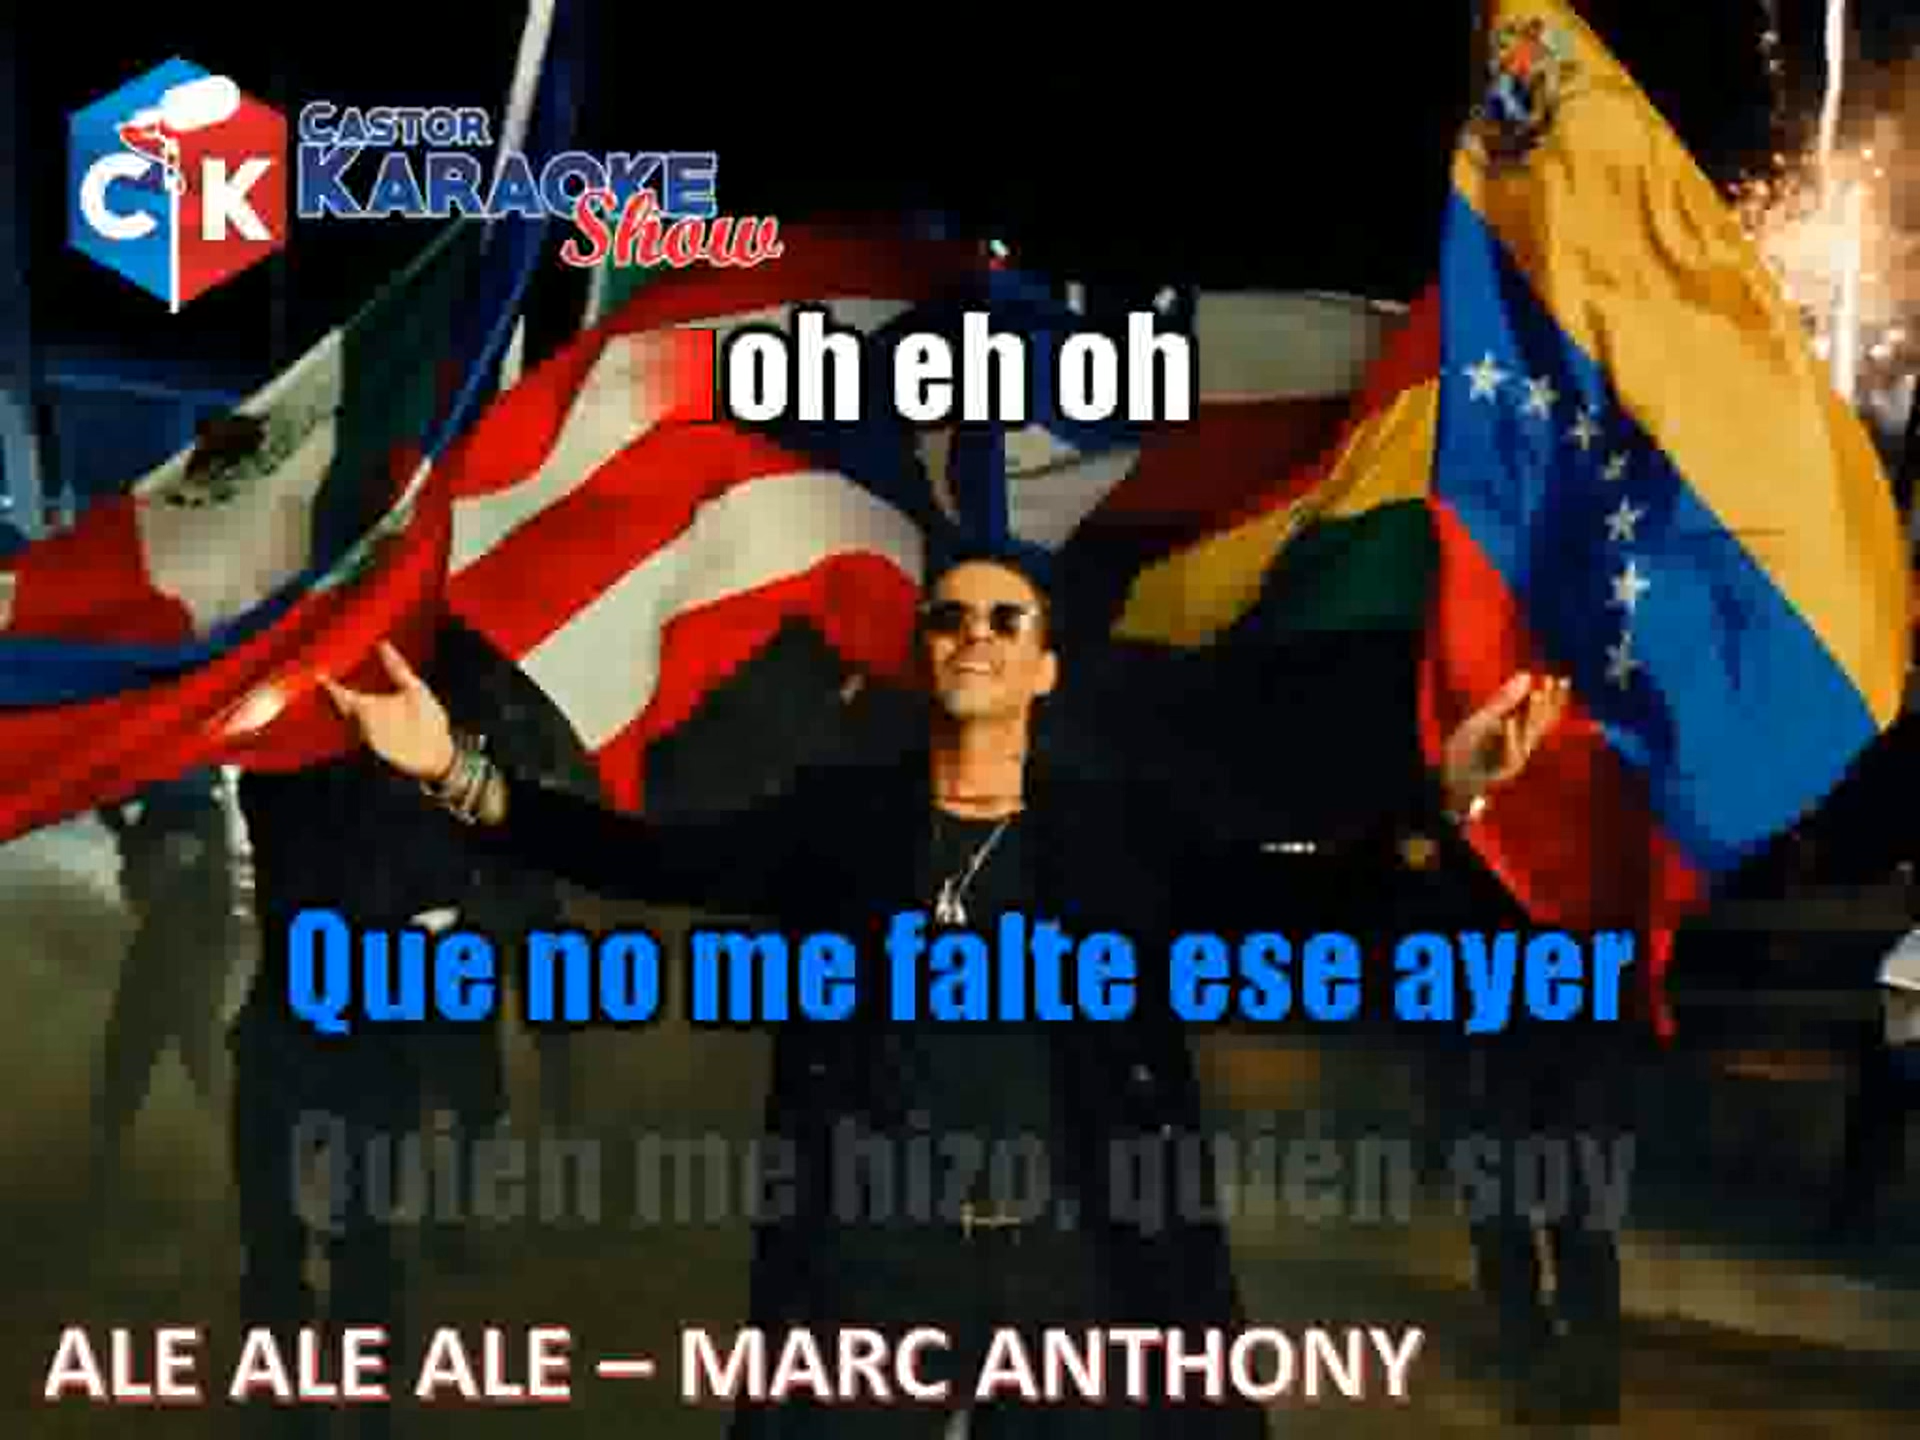 CK
CASTOR
KARAOKE
Show
oh eh oh
Que no me falte ese ayer
Quien me hizo, quien soy
ALE ALE ALE – MARC ANTHONY